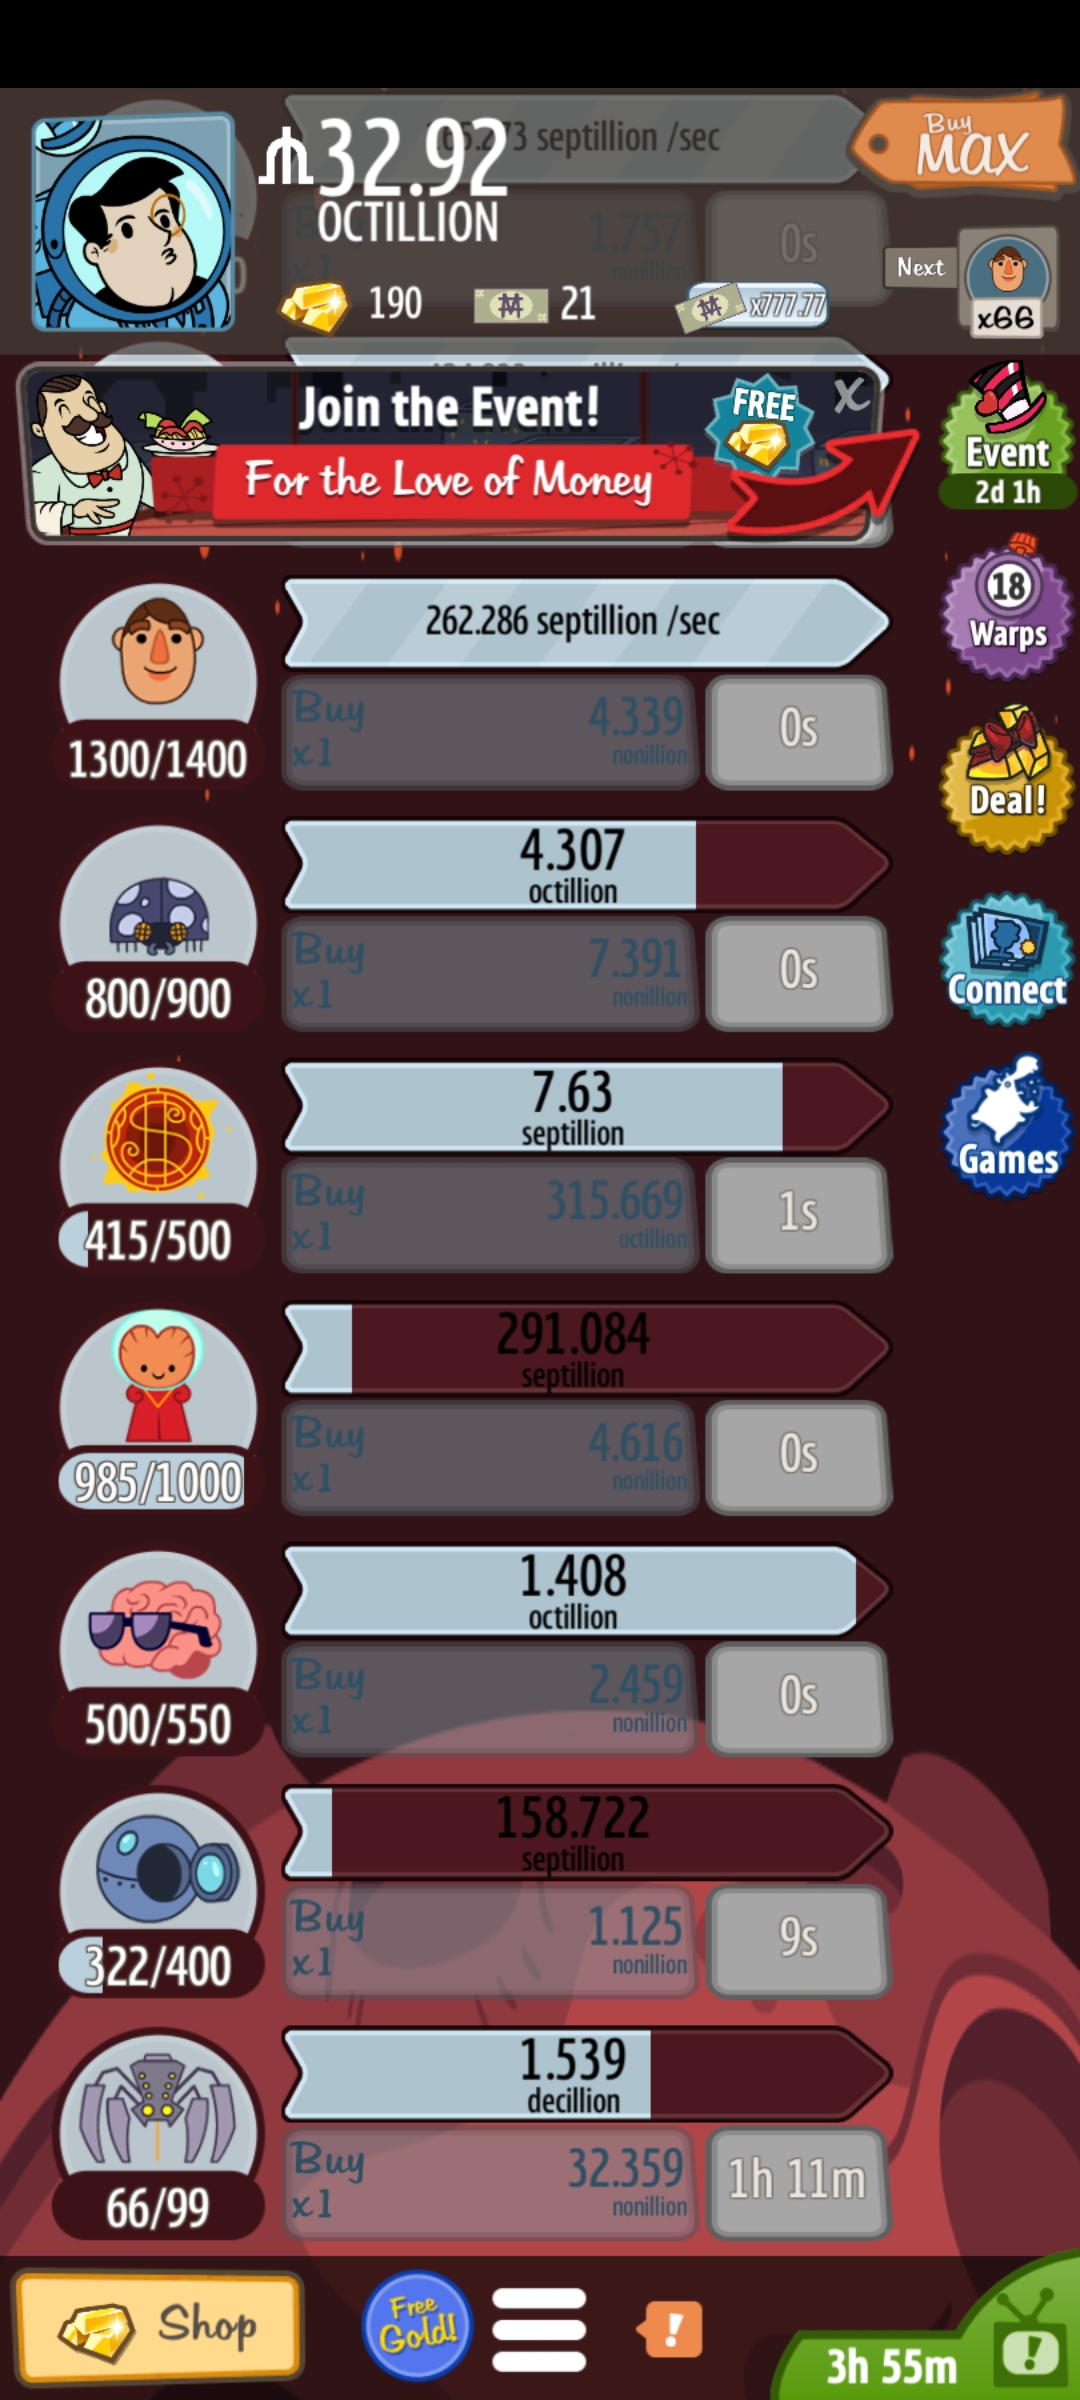 32.92
septillion /sec
OCTILLION
Buy
MAX
1.757
nonillion
0s
Next
x66
190
21
x777.77
Join the Event!
For the Love of Money
FREE
X
Event
2d 1h
262.286 septillion /sec
Buy
x1
4.339
nonillion
0s
1300/1400
18
Warps
4.307
octillion
Buy
x1
7.391
nonillion
0s
800/900
Deal!
7.63
septillion
Buy
x1
315.669
octillion
1s
415/500
Connect
Games
291.084
septillion
Buy
x1
4.616
nonillion
0s
985/1000
1.408
octillion
Buy
x1
2.459
nonillion
0s
500/550
158.722
septillion
Buy
x1
1.125
nonillion
9s
322/400
1.539
decillion
Buy
x1
32.359
nonillion
1h 11m
66/99
Shop
Free
Gold!
!
3h 55m
!